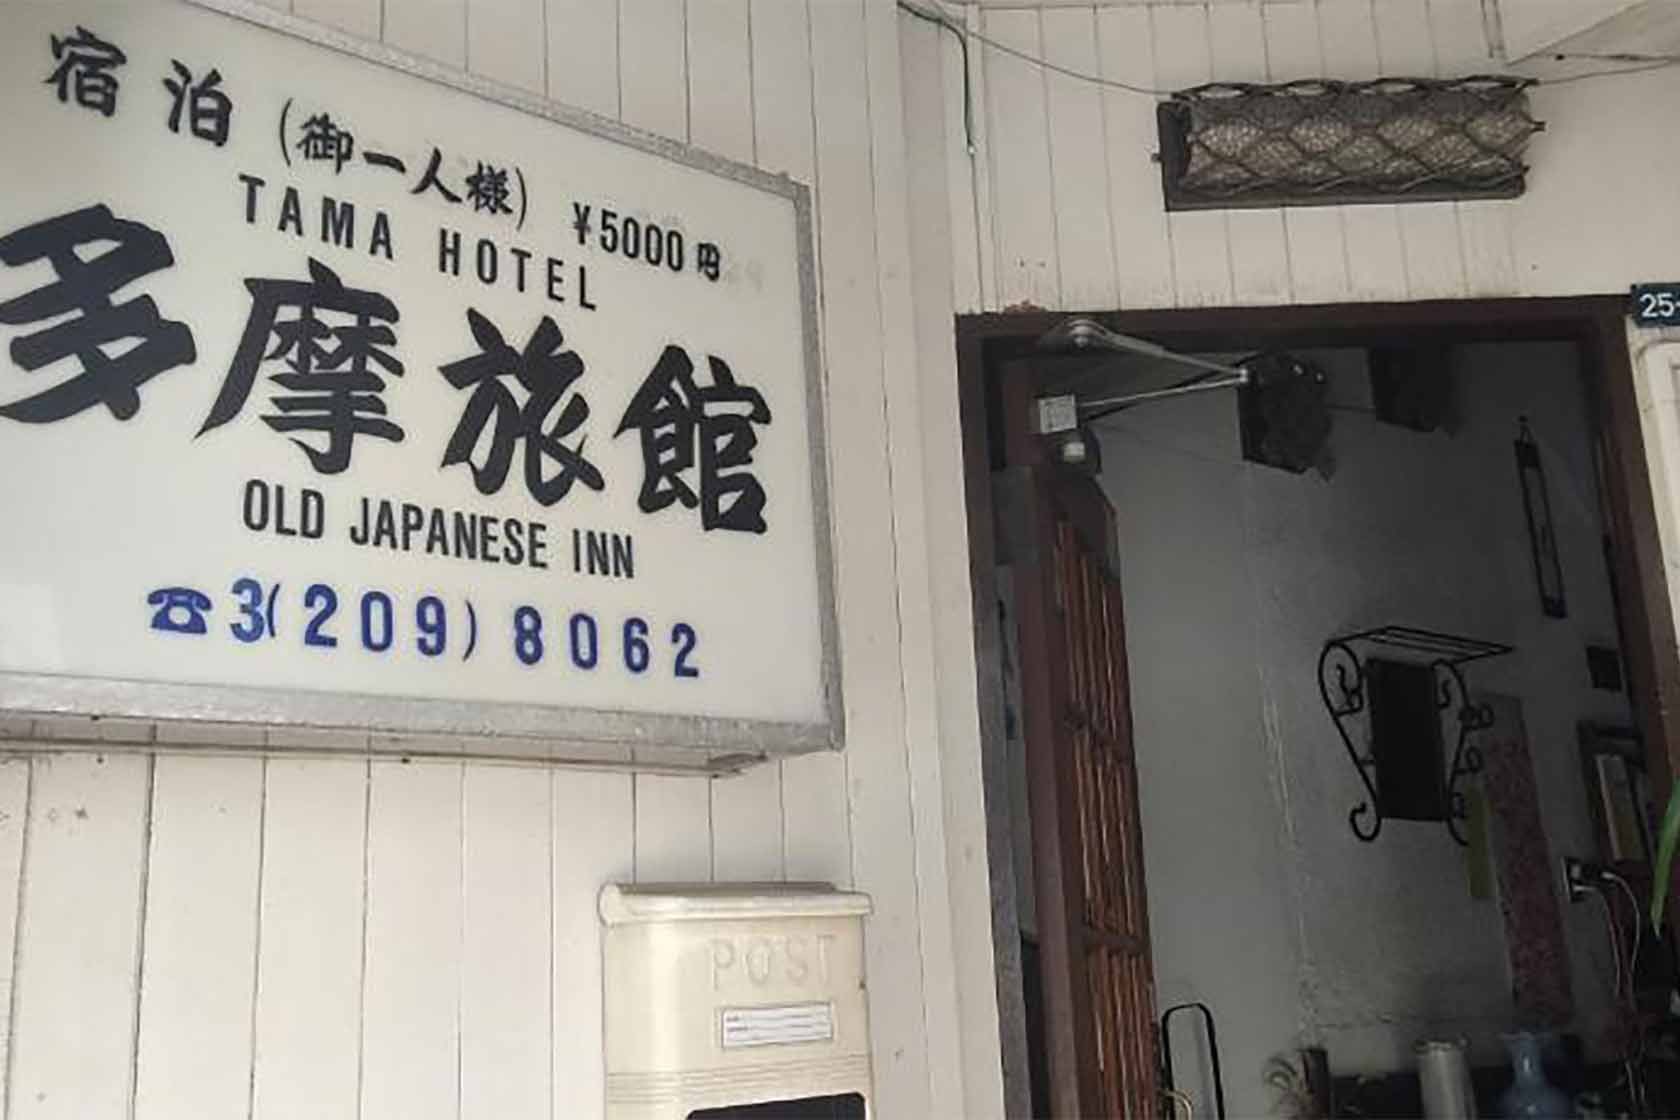 宿泊 (御一人様) ¥5000円
TAMA HOTEL
多摩旅館
OLD JAPANESE INN
☎3(209)8062
25-
POST